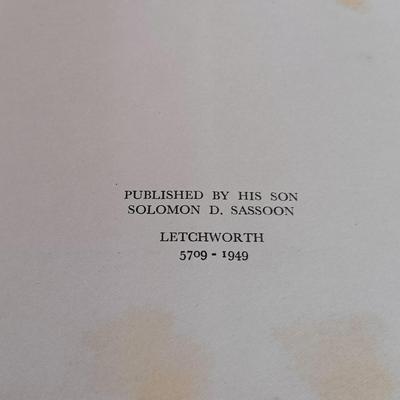 PUBLISHED BY HIS SON
SOLOMON D. SASSOON
LETCHWORTH
5709 - 1949